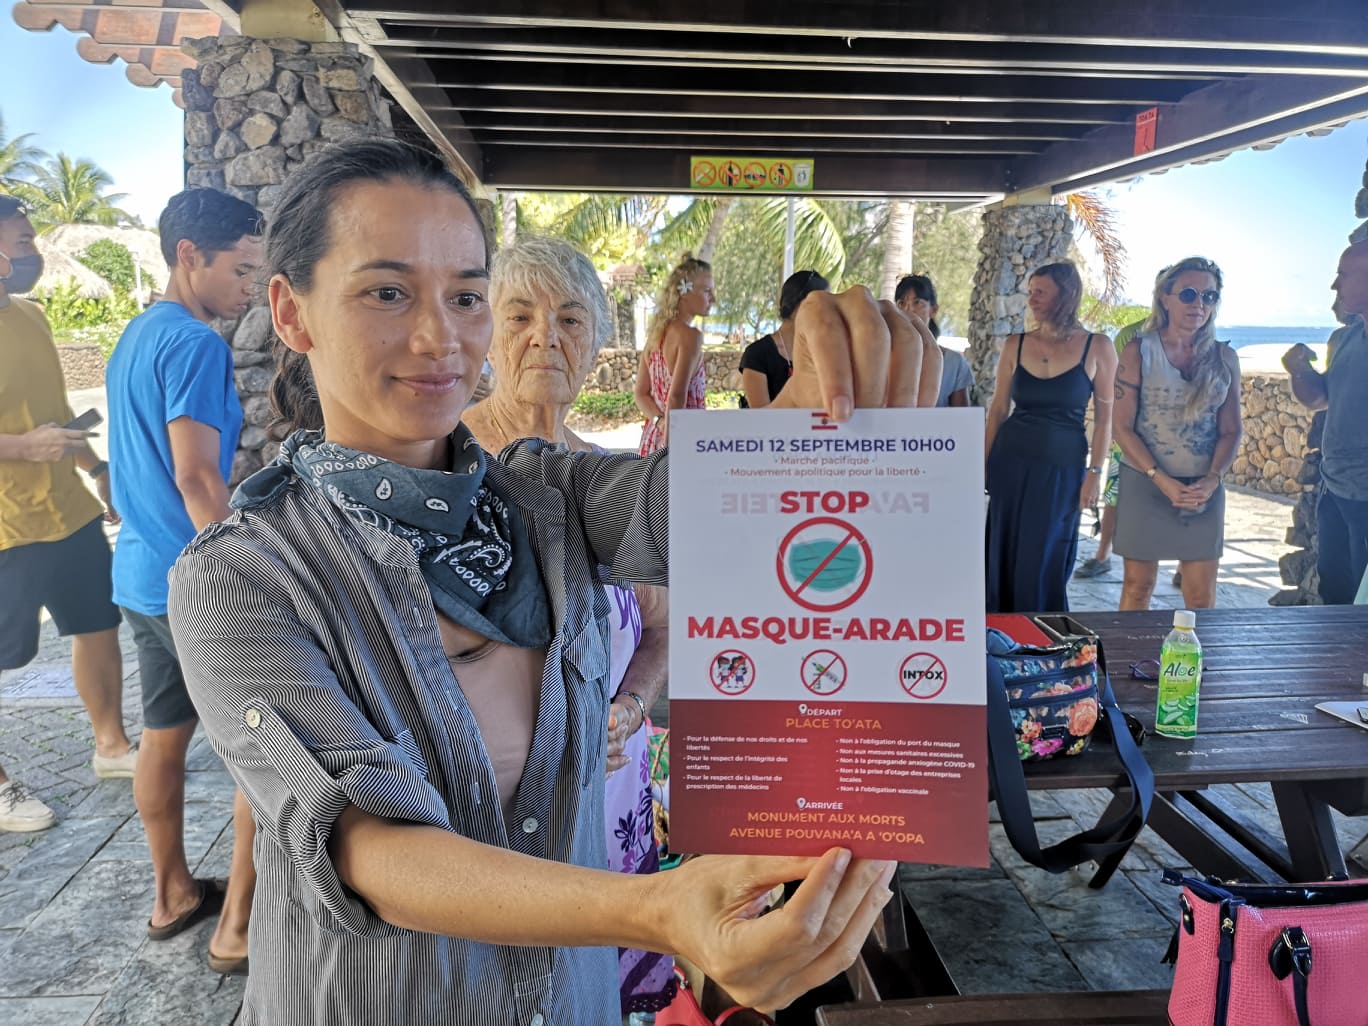 TO'ATA
SAMEDI 12 SEPTEMBRE 10H00
- Marche pacifique -
- Mouvement apolitique pour la liberté -
STOP
MASQUE-ARADE
INTOX
DÉPART
PLACE TO'ATA
- Pour la défense de nos droits et de nos
libertés
- Pour le respect de l'intégrité des
enfants
- Pour le respect de la liberté de
prescription des médecins
- Non à l'obligation du port du masque
- Non aux mesures sanitaires excessives
- Non à la propagande anxiogène COVID-19
- Non à la prise d'otage des entreprises
locales
- Non à l'obligation vaccinale
ARRIVÉE
MONUMENT AUX MORTS
AVENUE POUVANA'A A 'O'OPA
Aloe